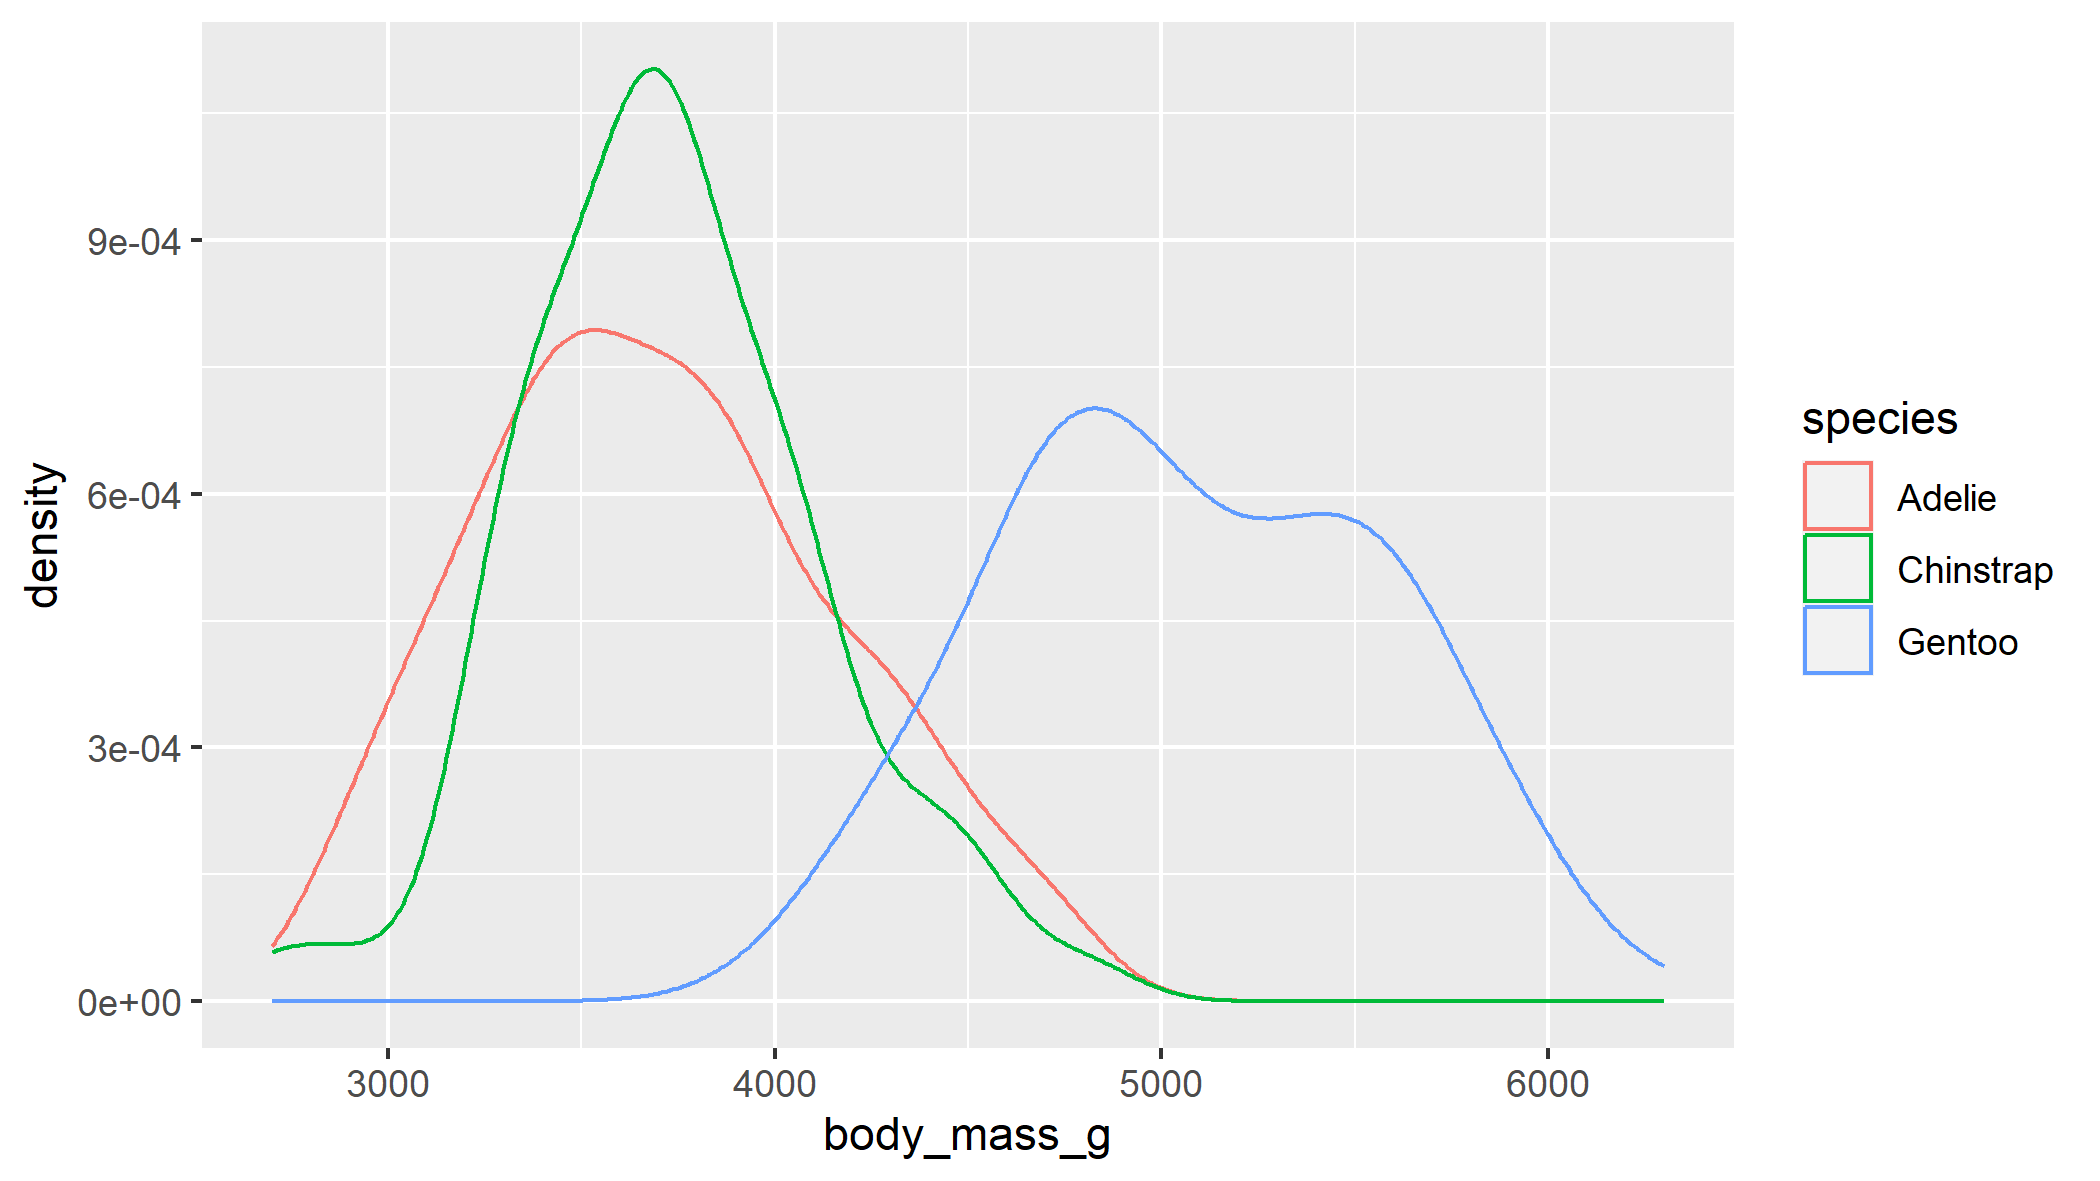 density
9e-04
6e-04
3e-04
0e+00
3000 4000 5000 6000
body_mass_g
species
Adelie
Chinstrap
Gentoo